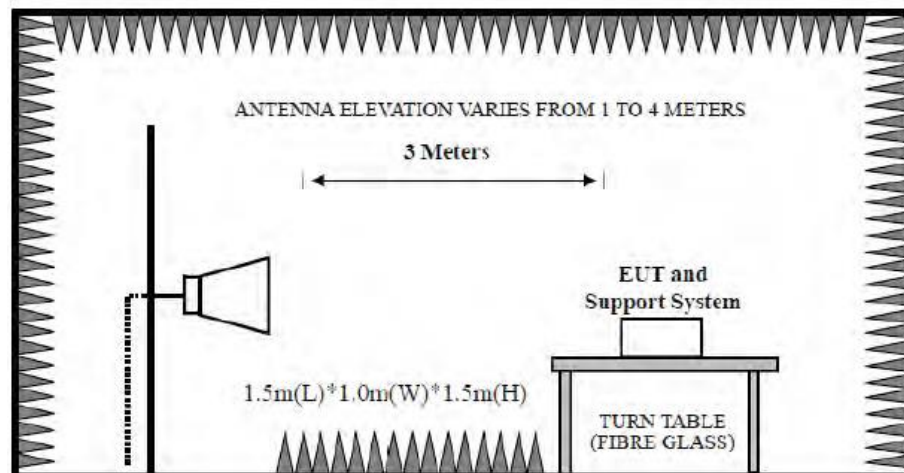 ANTENNA ELEVATION VARIES FROM 1 TO 4 METERS
3 Meters
EUT and
Support System
1.5m(L)*1.0m(W)*1.5m(H)
TURN TABLE
(FIBRE GLASS)